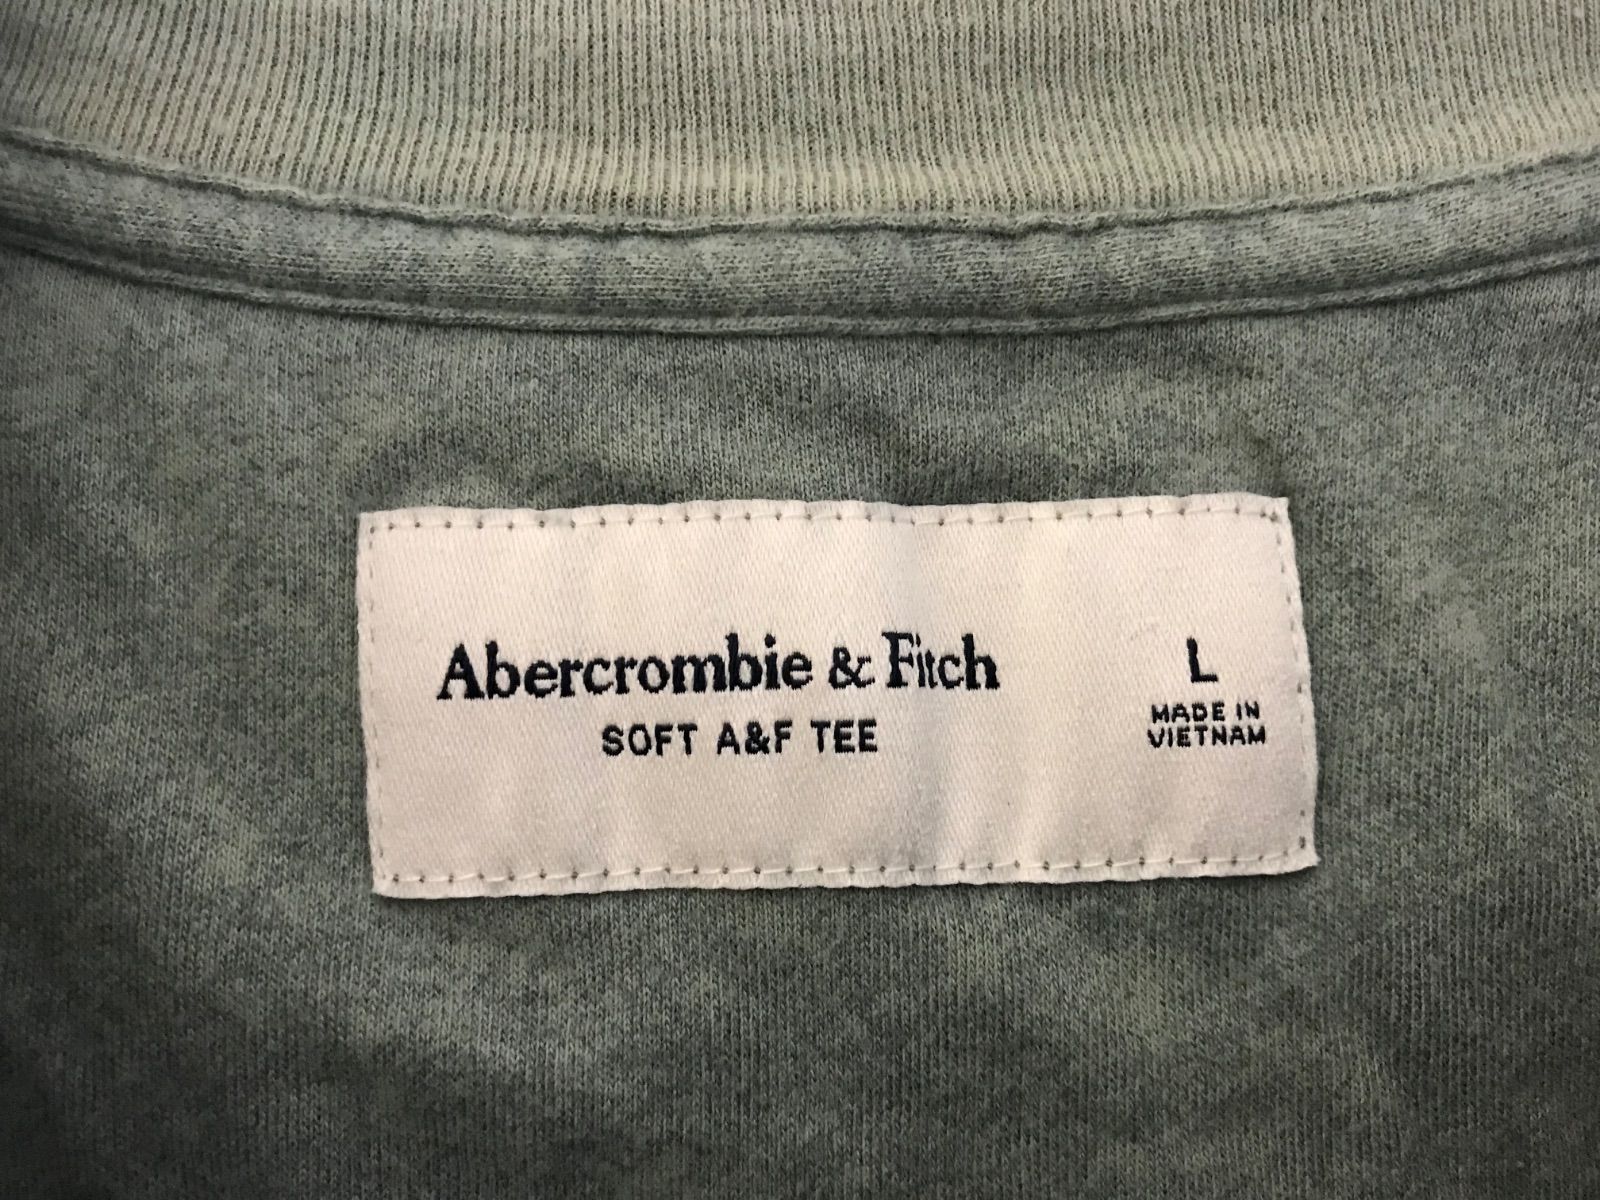 Abercrombie & Fitch
SOFT A&F TEE
L
MADE IN
VIETNAM